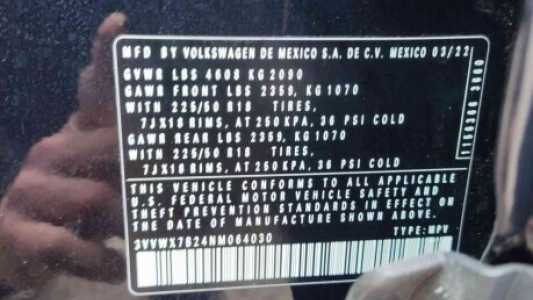 MFD BY VOLKSWAGEN DE MEXICO S.A. DE C.V. MEXICO 03/22
GVWR LBS 4608 KG 2090
GAWR FRONT LBS 2359, KG 1070
WITH 225/50 R18 TIRES,
7JX18 RIMS, AT 250 KPA, 36 PSI COLD
GAWR REAR LBS 2359, KG 1070
WITH 225/50 R18 TIRES,
7JX18 RIMS, AT 250 KPA, 36 PSI COLD
THIS VEHICLE CONFORMS TO ALL APPLICABLE
U.S. FEDERAL MOTOR VEHICLE SAFETY AND
THEFT PREVENTION STANDARDS IN EFFECT ON
THE DATE OF MANUFACTURE SHOWN ABOVE.
3VVWX7B24NM064030 TYPE: MPV